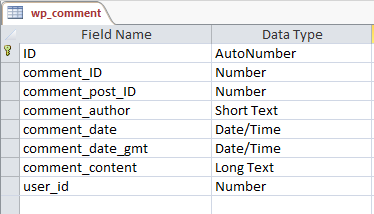 wp_comment
Field Name Data Type
ID AutoNumber
comment_ID Number
comment_post_ID Number
comment_author Short Text
comment_date Date/Time
comment_date_gmt Date/Time
comment_content Long Text
user_id Number